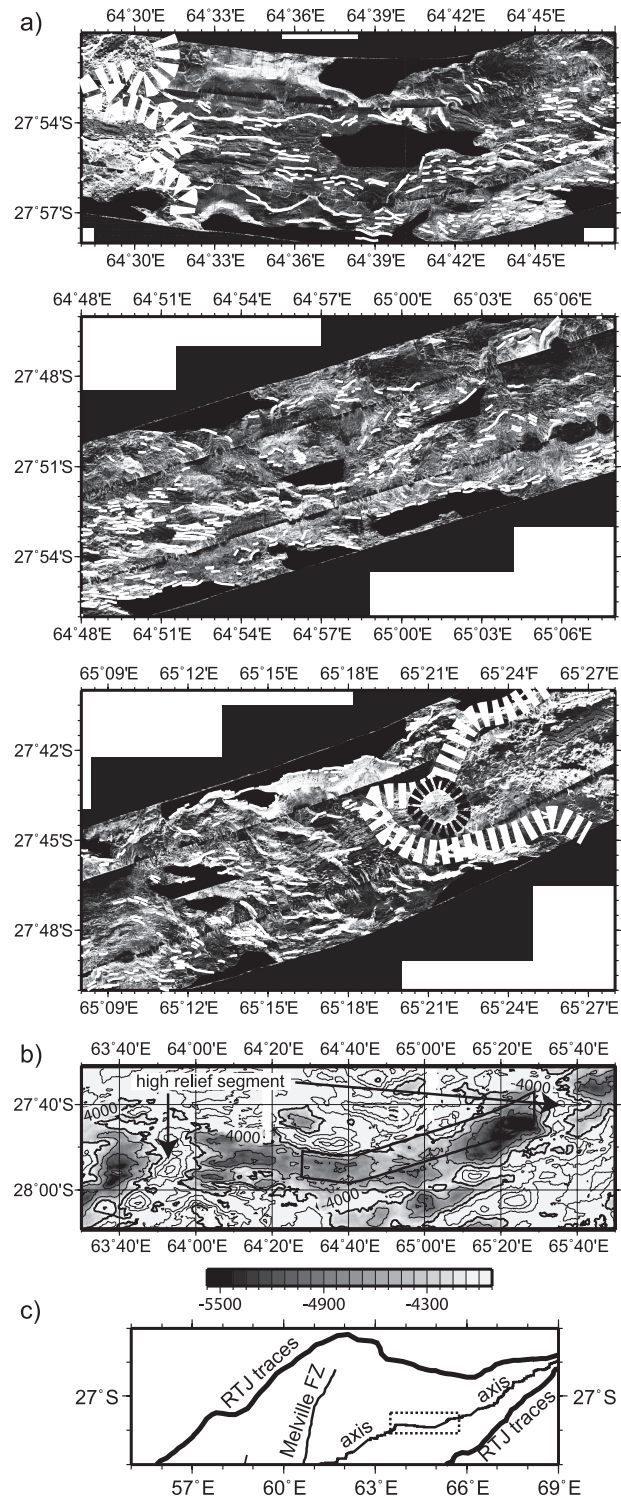 a)
64°30'E 64°33'E 64°36'E 64°39'E 64°42'E 64°45'E
27°54'S
27°57'S
64°30'E 64°33'E 64°36'E 64°39'E 64°42'E 64°45'E
64°48'E 64°51'E 64°54'E 64°57'E 65°00'E 65°03'E 65°06'E
27°48'S
27°51'S
27°54'S
64°48'E 64°51'E 64°54'E 64°57'E 65°00'E 65°03'E 65°06'E
65°09'E 65°12'E 65°15'E 65°18'E 65°21'E 65°24'E 65°27'E
27°42'S
27°45'S
27°48'S
65°09'E 65°12'E 65°15'E 65°18'E 65°21'E 65°24'E 65°27'E
b)
63°40'E 64°00'E 64°20'E 64°40'E 65°00'E 65°20'E 65°40'E
high relief segment
-4000
27°40'S
4000
-4000
-4000
28°00'S
63°40'E 64°00'E 64°20'E 64°40'E 65°00'E 65°20'E 65°40'E
-5500 -4900 -4300
c)
RTJ traces
Melville FZ
axis
axis
RTJ traces
27°S 27°S
57°E 60°E 63°E 66°E 69°E